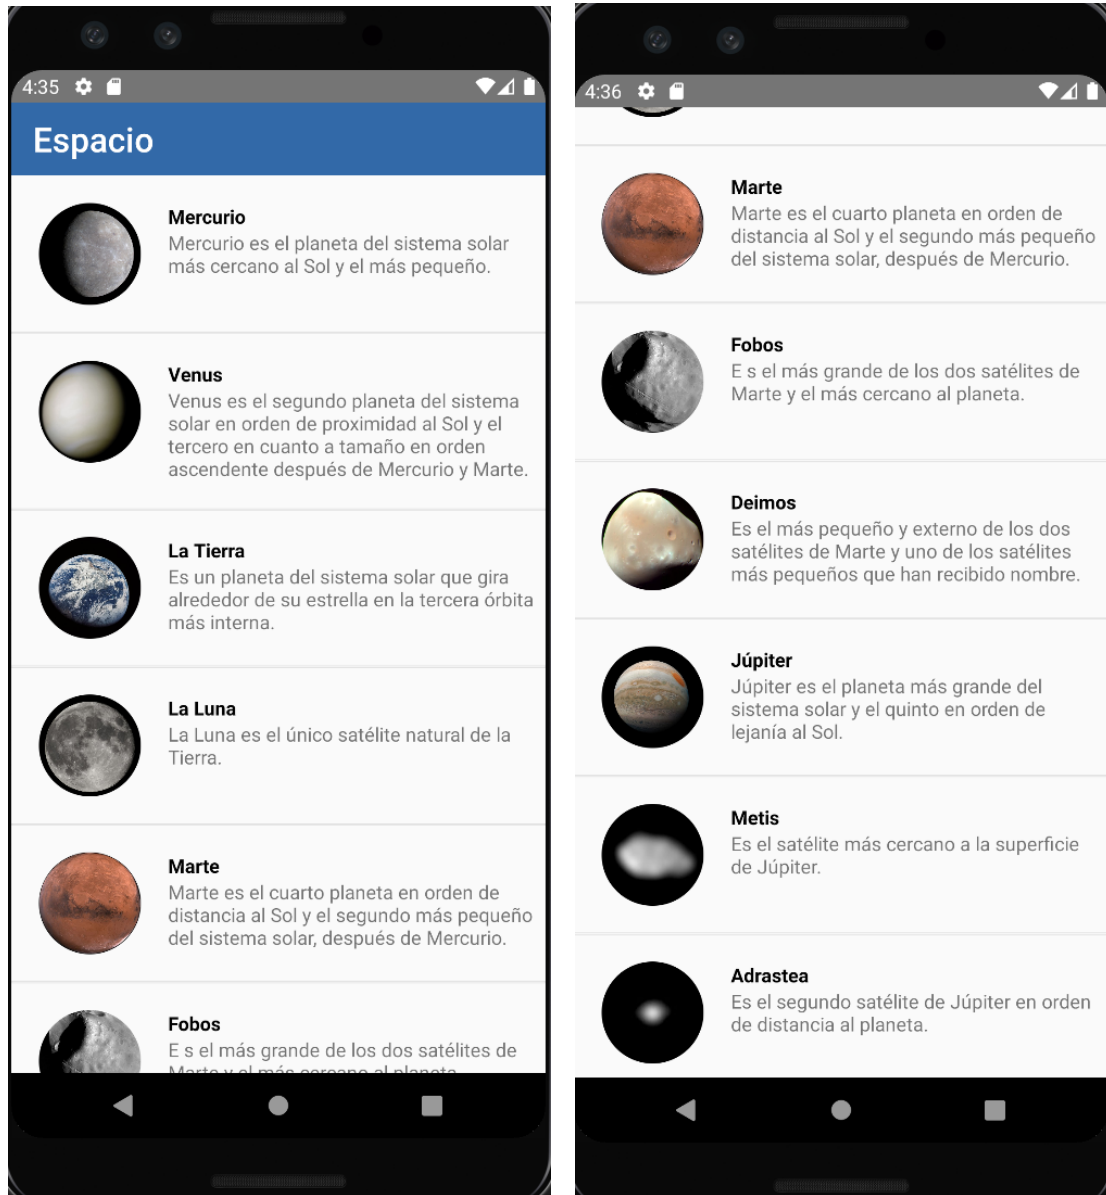 4:35
Espacio
Mercurio
Mercurio es el planeta del sistema solar
más cercano al Sol y el más pequeño.
Venus
Venus es el segundo planeta del sistema
solar en orden de proximidad al Sol y el
tercero en cuanto a tamaño en orden
ascendente después de Mercurio y Marte.
La Tierra
Es un planeta del sistema solar que gira
alrededor de su estrella en la tercera órbita
más interna.
La Luna
La Luna es el único satélite natural de la
Tierra.
Marte
Marte es el cuarto planeta en orden de
distancia al Sol y el segundo más pequeño
del sistema solar, después de Mercurio.
Fobos
E s el más grande de los dos satélites de
Marte y el más cercano al planeta.
4:36
Marte
Marte es el cuarto planeta en orden de
distancia al Sol y el segundo más pequeño
del sistema solar, después de Mercurio.
Fobos
E s el más grande de los dos satélites de
Marte y el más cercano al planeta.
Deimos
Es el más pequeño y externo de los dos
satélites de Marte y uno de los satélites
más pequeños que han recibido nombre.
Júpiter
Júpiter es el planeta más grande del
sistema solar y el quinto en orden de
lejanía al Sol.
Metis
Es el satélite más cercano a la superficie
de Júpiter.
Adrastea
Es el segundo satélite de Júpiter en orden
de distancia al planeta.